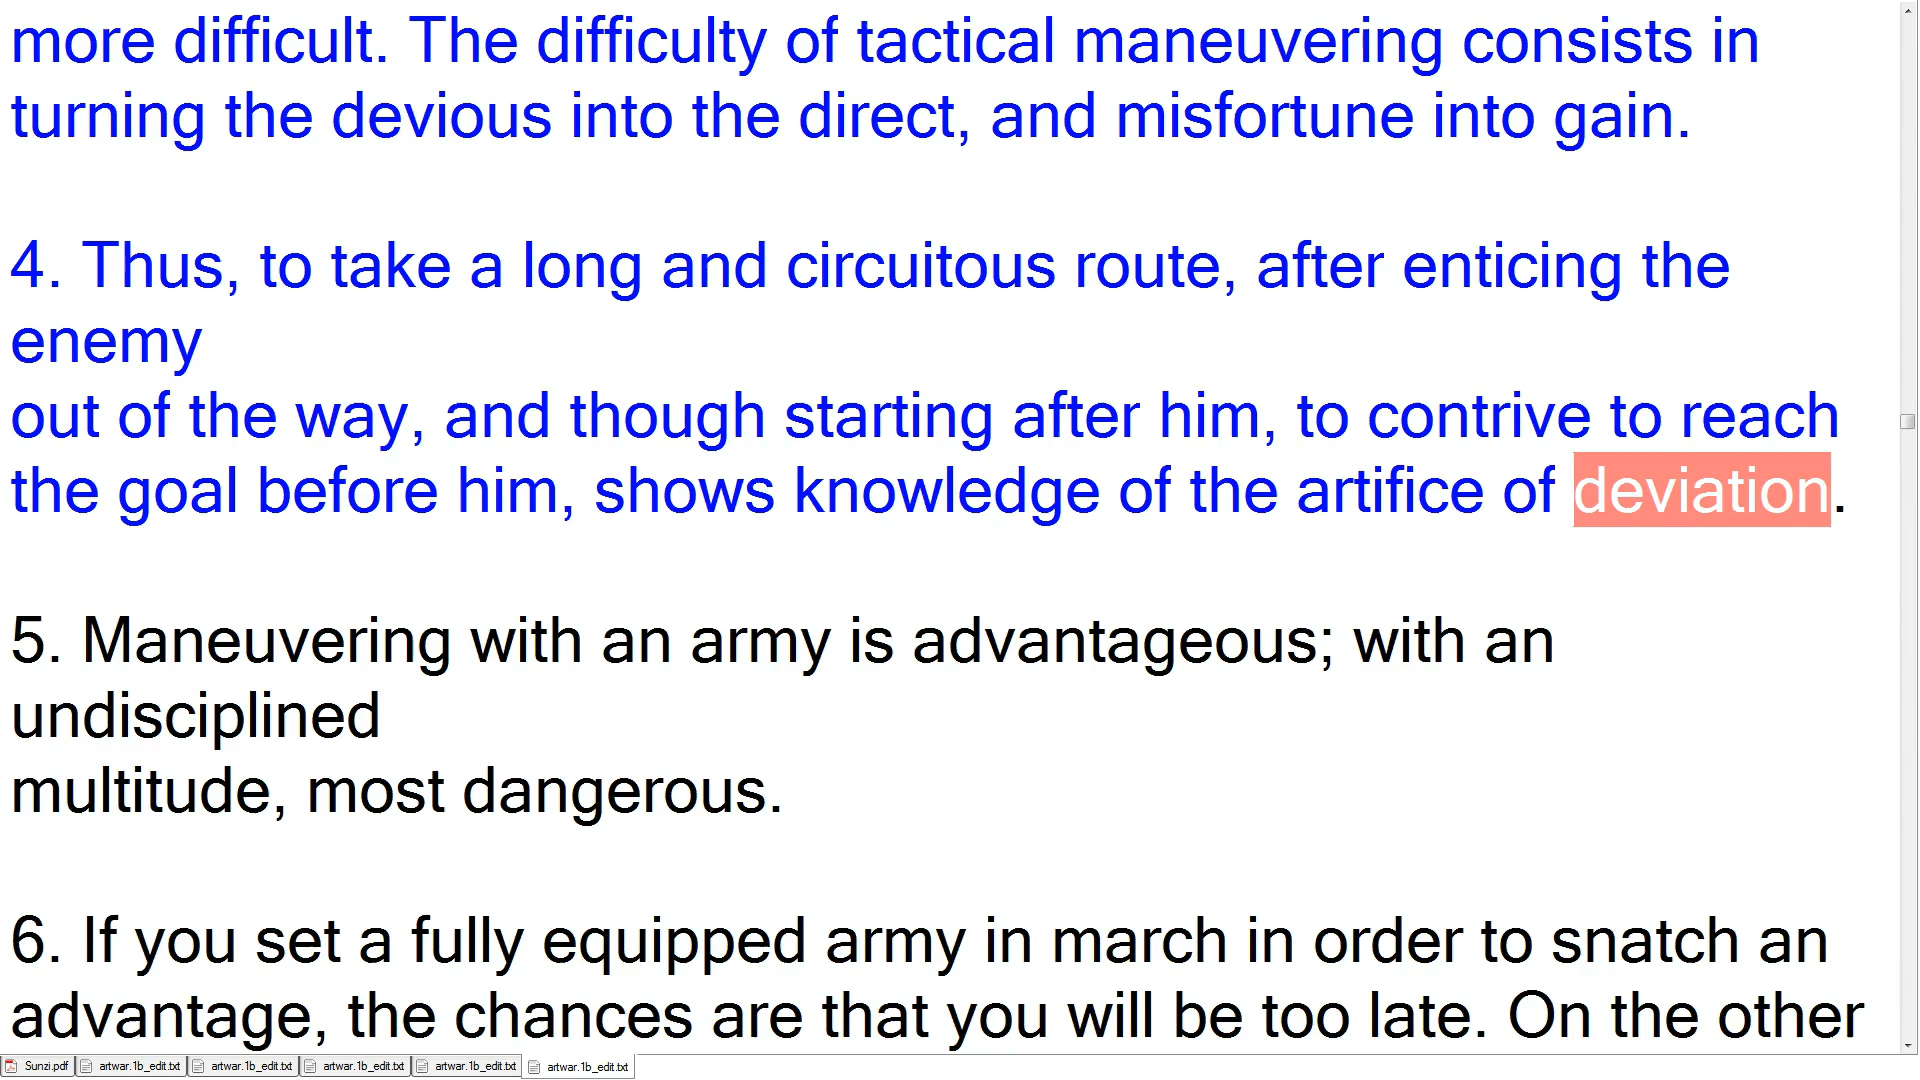 more difficult. The difficulty of tactical maneuvering consists in
turning the devious into the direct, and misfortune into gain.
4. Thus, to take a long and circuitous route, after enticing the
enemy
out of the way, and though starting after him, to contrive to reach
the goal before him, shows knowledge of the artifice of deviation.
5. Maneuvering with an army is advantageous; with an
undisciplined
multitude, most dangerous.
6. If you set a fully equipped army in march in order to snatch an
advantage, the chances are that you will be too late. On the other
Sunzi.pdf artwar.1b_edit.txt artwar.1b_edit.txt artwar.1b_edit.txt artwar.1b_edit.txt artwar.1b_edit.txt